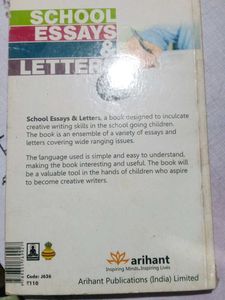 SCHOOL
ESSAYS
&
LETTER
School Essays & Letters, a book designed to inculcate
creative writing skills in the school going children.
The book is an ensemble of a variety of essays and
letters covering wide ranging issues.
The language used is simple and easy to understand,
making the book interesting and useful. The book
will be a valuable tool in the hands of children who
aspire to become creative writers.
Code: J636
₹110
arihant
Inspiring Minds, Inspiring Lives
Arihant Publications (India) Limited